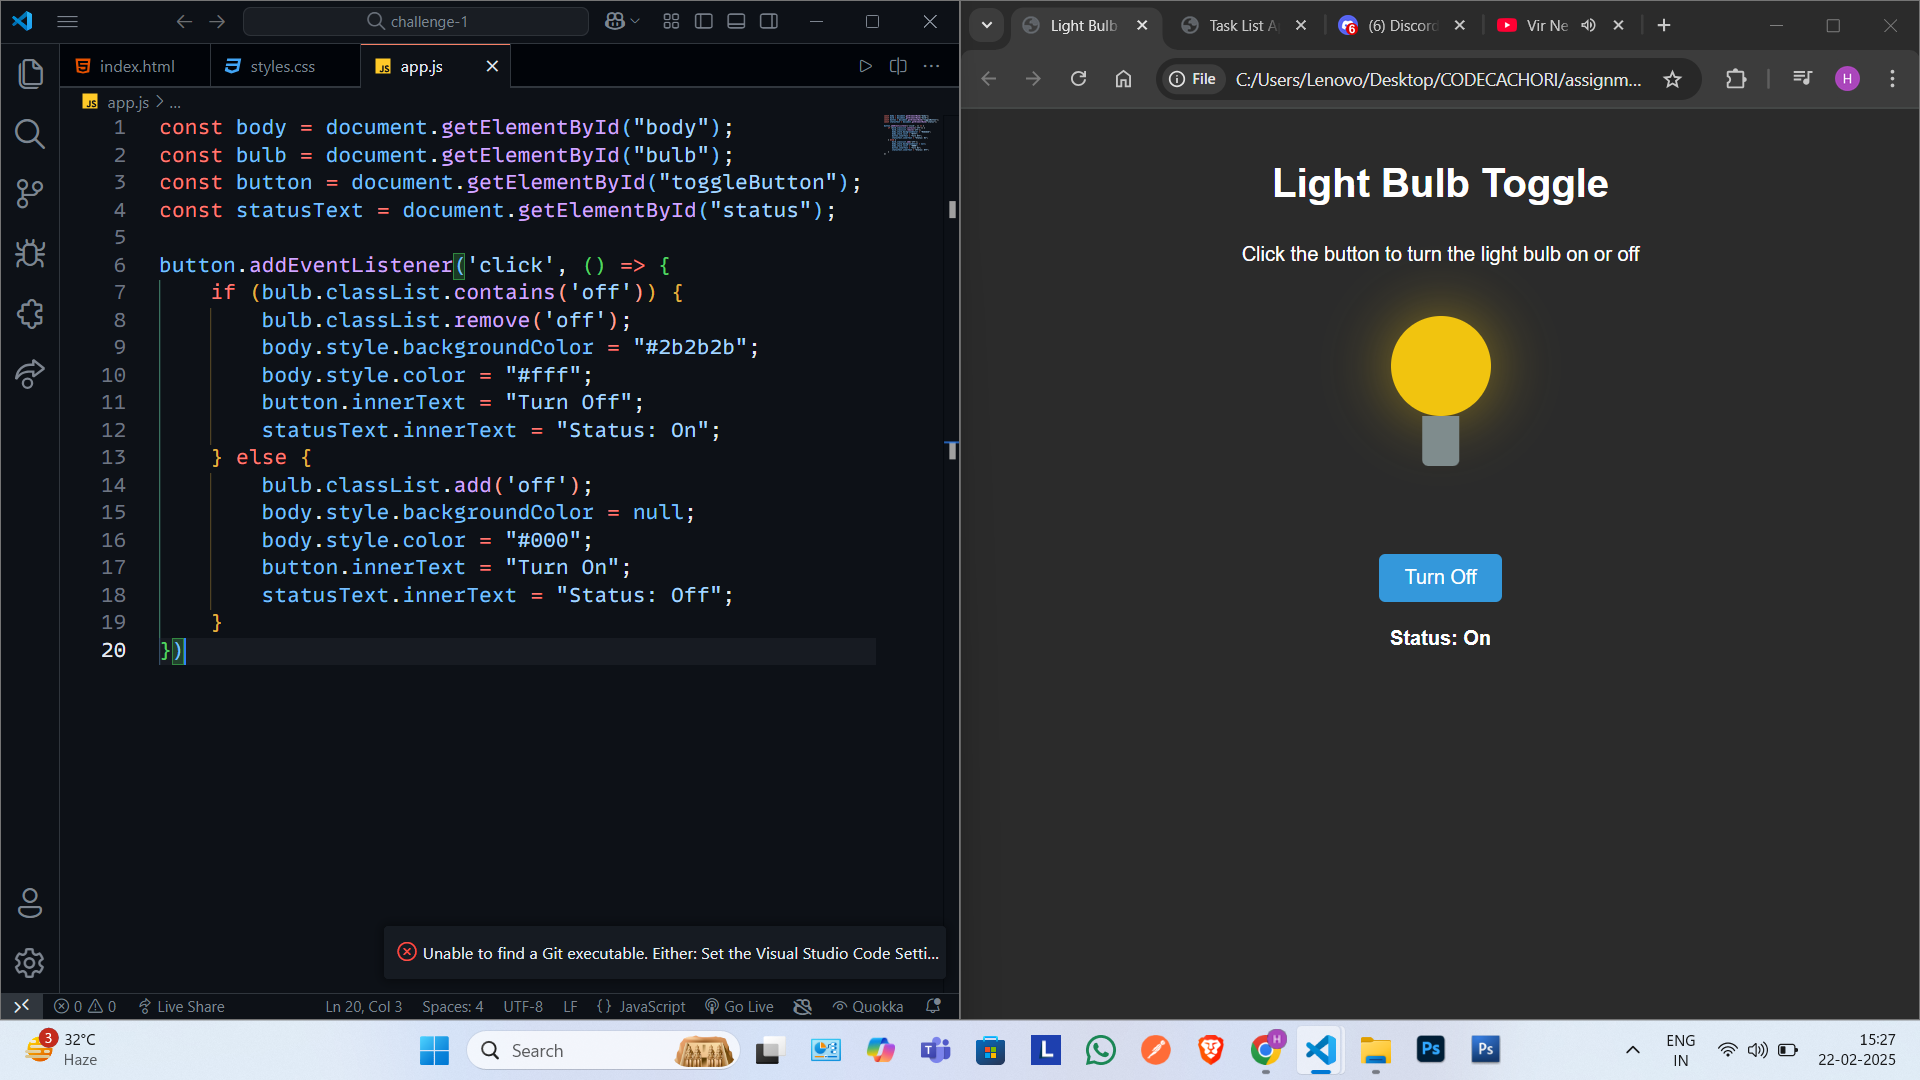 challenge-1
index.html
styles.css
app.js
app.js > ...
1 const body = document.getElementById("body");
2 const bulb = document.getElementById("bulb");
3 const button = document.getElementById("toggleButton");
4 const statusText = document.getElementById("status");
5
6 button.addEventListener('click', () => {
7 if (bulb.classList.contains('off')) {
8 bulb.classList.remove('off');
9 body.style.backgroundColor = "#2b2b2b";
10 body.style.color = "#fff";
11 button.innerText = "Turn Off";
12 statusText.innerText = "Status: On";
13 } else {
14 bulb.classList.add('off');
15 body.style.backgroundColor = null;
16 body.style.color = "#000";
17 button.innerText = "Turn On";
18 statusText.innerText = "Status: Off";
19 }
20 })
Unable to find a Git executable. Either: Set the Visual Studio Code Setti...
0 0 Live Share Ln 20, Col 3 Spaces: 4 UTF-8 LF {} JavaScript Go Live Quokka
Light Bulb
Task List A
(6) Discord
Vir Ne
File C:/Users/Lenovo/Desktop/CODECACHORI/assignm...
H
Light Bulb Toggle
Click the button to turn the light bulb on or off
Turn Off
Status: On
3
32°C
Haze
Search
L
H
Ps
Ps
ENG
IN
15:27
22-02-2025